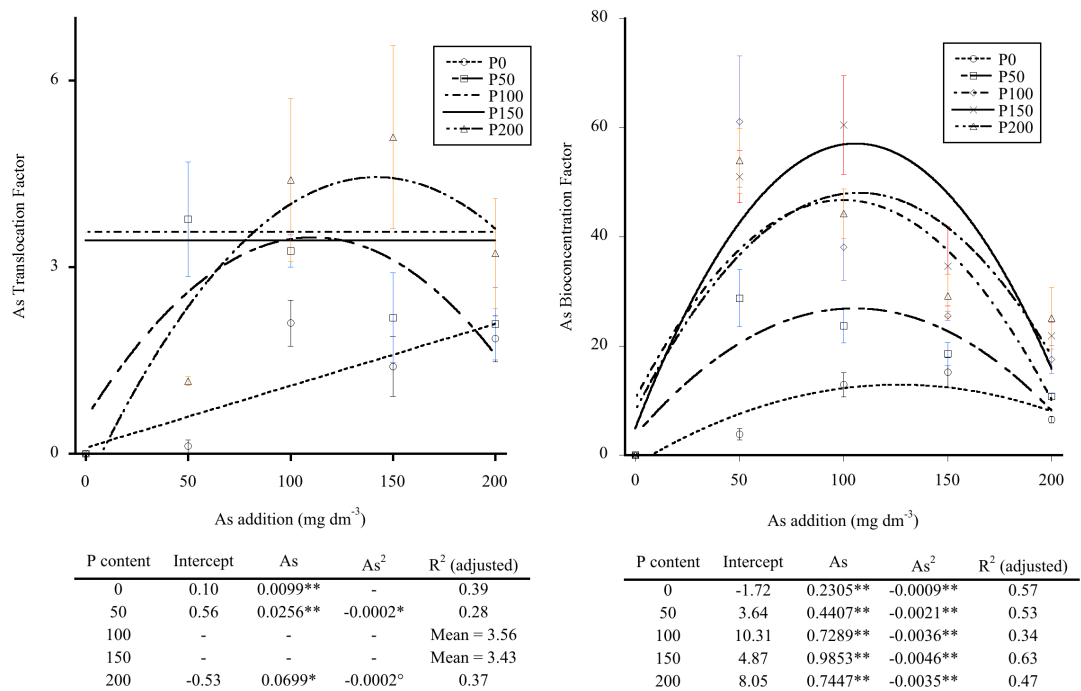 As Translocation Factor
6
3
0
0 50 100 150 200
As addition (mg dm-3)
P0
P50
P100
P150
P200
P content Intercept As As2 R2 (adjusted)
0 0.10 0.0099** - 0.39
50 0.56 0.0256** -0.0002* 0.28
100 - - - Mean = 3.56
150 - - - Mean = 3.43
200 -0.53 0.0699* -0.0002° 0.37
As Bioconcentration Factor
80
60
40
20
0
0 50 100 150 200
As addition (mg dm-3)
P0
P50
P100
P150
P200
P content Intercept As As2 R2 (adjusted)
0 -1.72 0.2305** -0.0009** 0.57
50 3.64 0.4407** -0.0021** 0.53
100 10.31 0.7289** -0.0036** 0.34
150 4.87 0.9853** -0.0046** 0.63
200 8.05 0.7447** -0.0035** 0.47